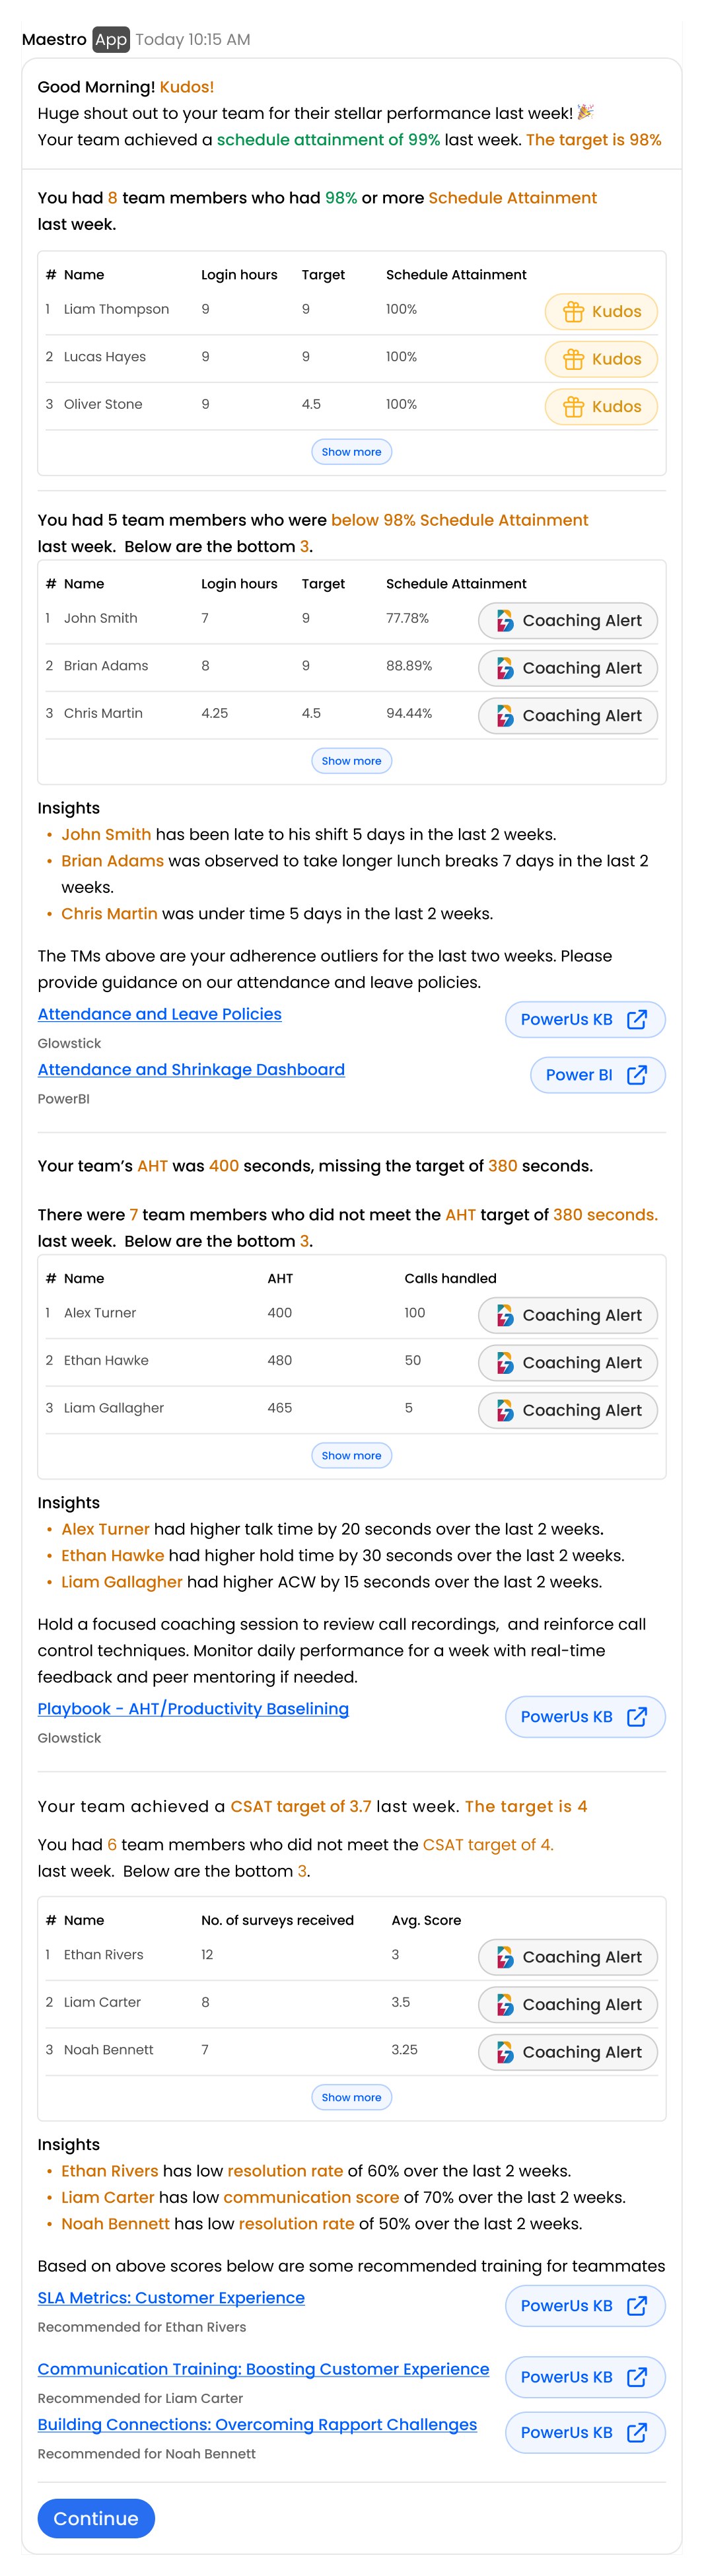 Maestro App Today 10:15 AM
Good Morning! Kudos!
Huge shout out to your team for their stellar performance last week! 🎉
Your team achieved a schedule attainment of 99% last week. The target is 98%
You had 8 team members who had 98% or more Schedule Attainment
last week.
# Name Login hours Target Schedule Attainment
1 Liam Thompson 9 9 100% Kudos
2 Lucas Hayes 9 9 100% Kudos
3 Oliver Stone 9 4.5 100% Kudos
Show more
You had 5 team members who were below 98% Schedule Attainment
last week. Below are the bottom 3.
# Name Login hours Target Schedule Attainment
1 John Smith 7 9 77.78% Coaching Alert
2 Brian Adams 8 9 88.89% Coaching Alert
3 Chris Martin 4.25 4.5 94.44% Coaching Alert
Show more
Insights
• John Smith has been late to his shift 5 days in the last 2 weeks.
• Brian Adams was observed to take longer lunch breaks 7 days in the last 2
weeks.
• Chris Martin was under time 5 days in the last 2 weeks.
The TMs above are your adherence outliers for the last two weeks. Please
provide guidance on our attendance and leave policies.
Attendance and Leave Policies PowerUs KB
Glowstick
Attendance and Shrinkage Dashboard Power BI
PowerBI
Your team’s AHT was 400 seconds, missing the target of 380 seconds.
There were 7 team members who did not meet the AHT target of 380 seconds.
last week. Below are the bottom 3.
# Name AHT Calls handled
1 Alex Turner 400 100 Coaching Alert
2 Ethan Hawke 480 50 Coaching Alert
3 Liam Gallagher 465 5 Coaching Alert
Show more
Insights
• Alex Turner had higher talk time by 20 seconds over the last 2 weeks.
• Ethan Hawke had higher hold time by 30 seconds over the last 2 weeks.
• Liam Gallagher had higher ACW by 15 seconds over the last 2 weeks.
Hold a focused coaching session to review call recordings, and reinforce call
control techniques. Monitor daily performance for a week with real-time
feedback and peer mentoring if needed.
Playbook - AHT/Productivity Baselining PowerUs KB
Glowstick
Your team achieved a CSAT target of 3.7 last week. The target is 4
You had 6 team members who did not meet the CSAT target of 4.
last week. Below are the bottom 3.
# Name No. of surveys received Avg. Score
1 Ethan Rivers 12 3 Coaching Alert
2 Liam Carter 8 3.5 Coaching Alert
3 Noah Bennett 7 3.25 Coaching Alert
Show more
Insights
• Ethan Rivers has low resolution rate of 60% over the last 2 weeks.
• Liam Carter has low communication score of 70% over the last 2 weeks.
• Noah Bennett has low resolution rate of 50% over the last 2 weeks.
Based on above scores below are some recommended training for teammates
SLA Metrics: Customer Experience PowerUs KB
Recommended for Ethan Rivers
Communication Training: Boosting Customer Experience PowerUs KB
Recommended for Liam Carter
Building Connections: Overcoming Rapport Challenges PowerUs KB
Recommended for Noah Bennett
Continue